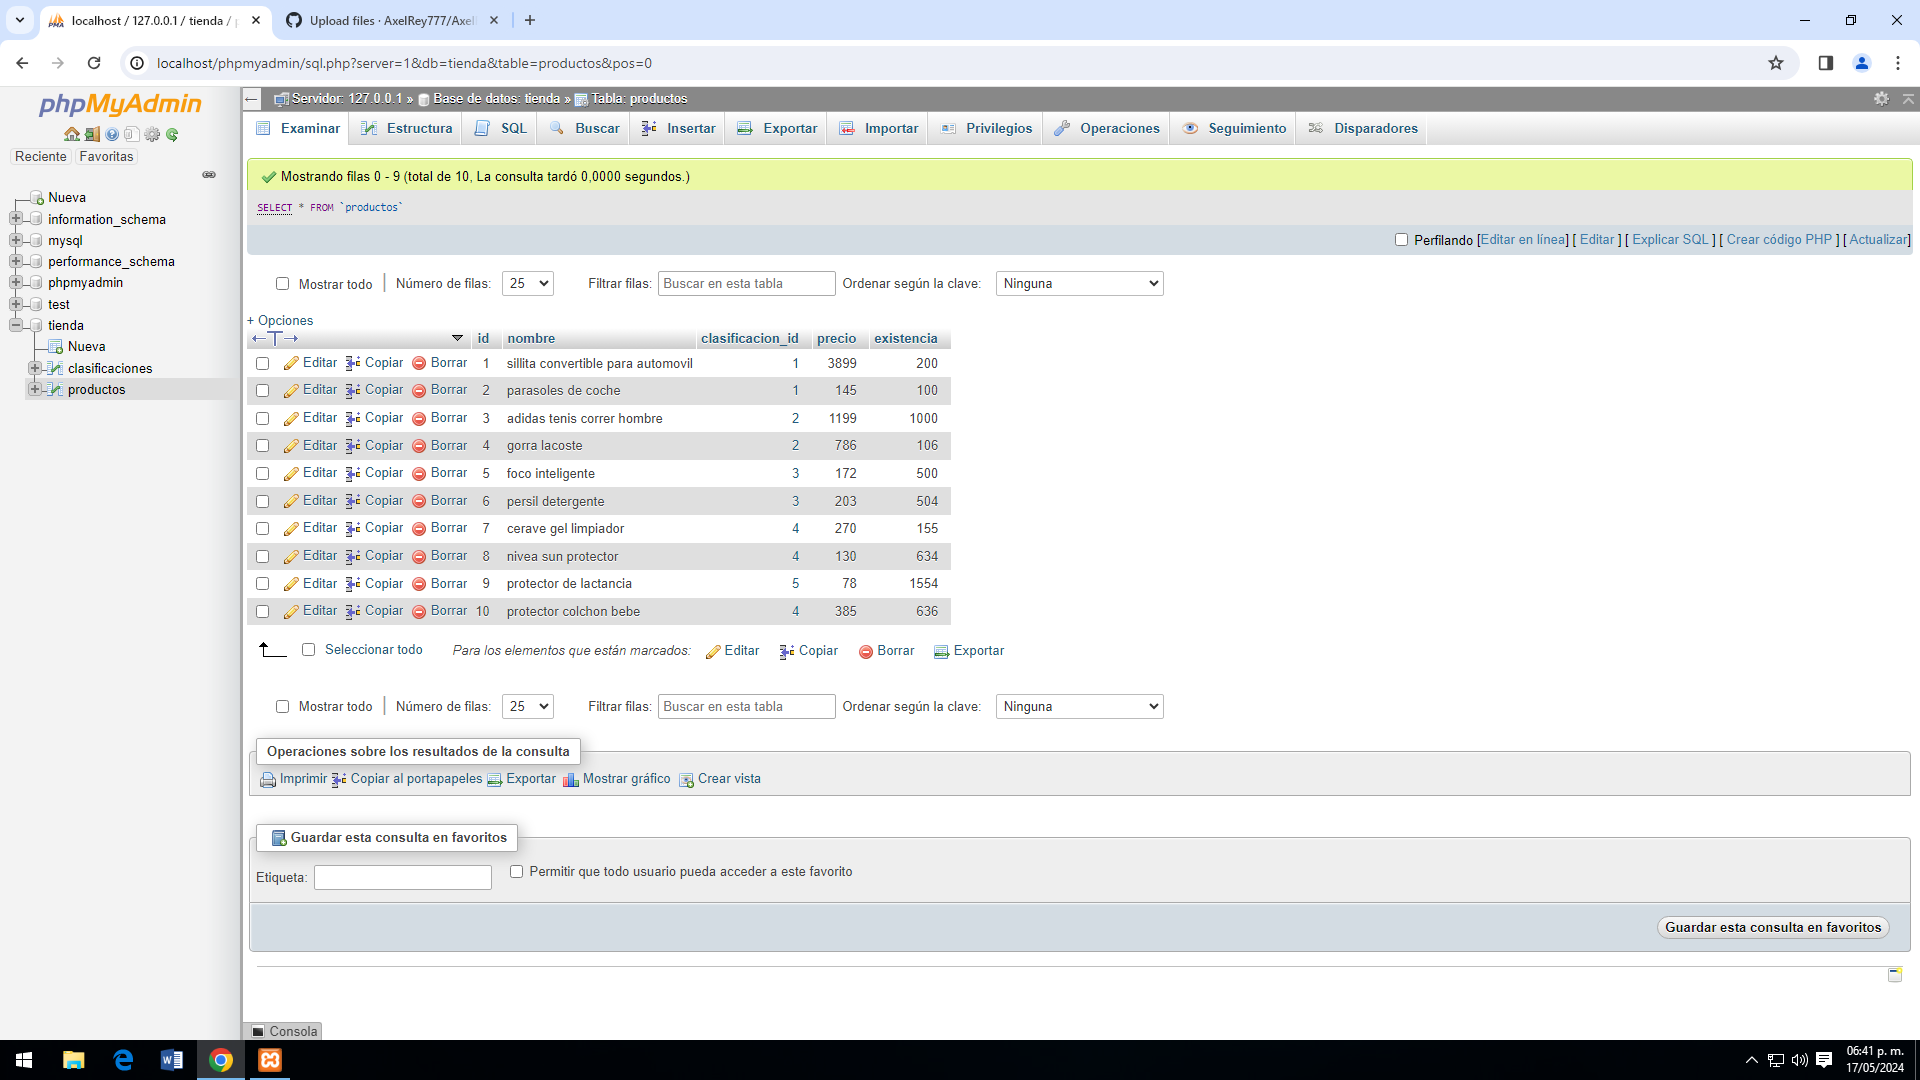 localhost / 127.0.0.1 / tienda / p
Upload files · AxelRey777/Axel
localhost/phpmyadmin/sql.php?server=1&db=tienda&table=productos&pos=0
phpMyAdmin
Reciente Favoritas
Nueva
information_schema
mysql
performance_schema
phpmyadmin
test
tienda
Nueva
clasificaciones
productos
Servidor: 127.0.0.1 » Base de datos: tienda » Tabla: productos
Examinar Estructura SQL Buscar Insertar Exportar Importar Privilegios Operaciones Seguimiento Disparadores
Mostrando filas 0 - 9 (total de 10, La consulta tardó 0,0000 segundos.)
SELECT * FROM `productos`
Perfilando [Editar en línea] [ Editar ] [ Explicar SQL ] [ Crear código PHP ] [ Actualizar]
Mostrar todo Número de filas: 25 Filtrar filas: Buscar en esta tabla Ordenar según la clave: Ninguna
+ Opciones
←T→ id nombre clasificacion_id precio existencia
Editar Copiar Borrar 1 sillita convertible para automovil 1 3899 200
Editar Copiar Borrar 2 parasoles de coche 1 145 100
Editar Copiar Borrar 3 adidas tenis correr hombre 2 1199 1000
Editar Copiar Borrar 4 gorra lacoste 2 786 106
Editar Copiar Borrar 5 foco inteligente 3 172 500
Editar Copiar Borrar 6 persil detergente 3 203 504
Editar Copiar Borrar 7 cerave gel limpiador 4 270 155
Editar Copiar Borrar 8 nivea sun protector 4 130 634
Editar Copiar Borrar 9 protector de lactancia 5 78 1554
Editar Copiar Borrar 10 protector colchon bebe 4 385 636
Seleccionar todo Para los elementos que están marcados: Editar Copiar Borrar Exportar
Mostrar todo Número de filas: 25 Filtrar filas: Buscar en esta tabla Ordenar según la clave: Ninguna
Operaciones sobre los resultados de la consulta
Imprimir Copiar al portapapeles Exportar Mostrar gráfico Crear vista
Guardar esta consulta en favoritos
Etiqueta: Permitir que todo usuario pueda acceder a este favorito
Guardar esta consulta en favoritos
Consola
06:41 p. m.
17/05/2024